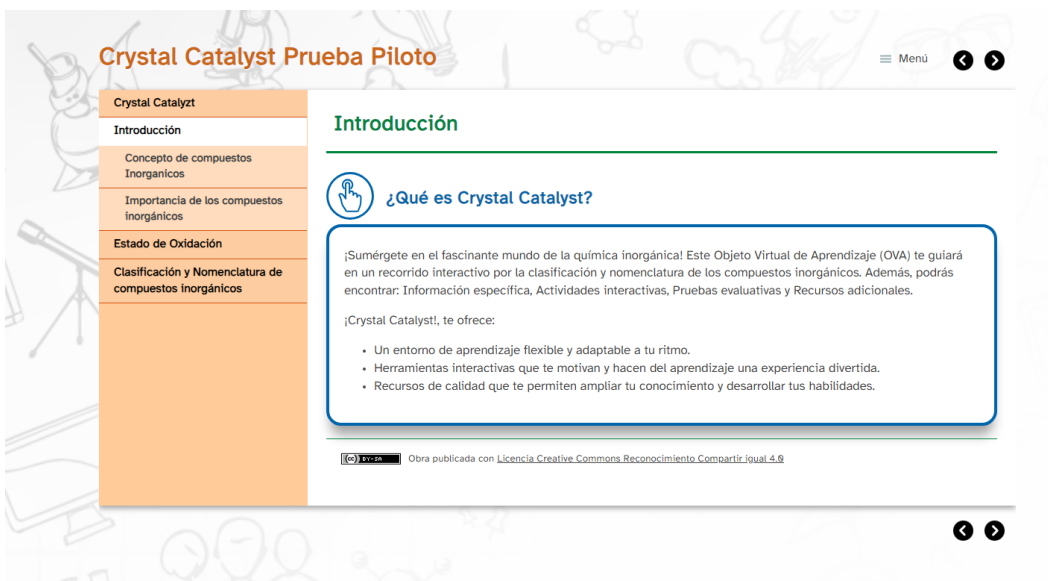 Crystal Catalyst Prueba Piloto
Menú
Crystal Catalyzt
Introducción
Concepto de compuestos
Inorganicos
Importancia de los compuestos
inorgánicos
Estado de Oxidación
Clasificación y Nomenclatura de
compuestos inorgánicos
Introducción
¿Qué es Crystal Catalyst?
¡Sumérgete en el fascinante mundo de la química inorgánica! Este Objeto Virtual de Aprendizaje (OVA) te guiará
en un recorrido interactivo por la clasificación y nomenclatura de los compuestos inorgánicos. Además, podrás
encontrar: Información específica, Actividades interactivas, Pruebas evaluativas y Recursos adicionales.
¡Crystal Catalyst!, te ofrece:
• Un entorno de aprendizaje flexible y adaptable a tu ritmo.
• Herramientas interactivas que te motivan y hacen del aprendizaje una experiencia divertida.
• Recursos de calidad que te permiten ampliar tu conocimiento y desarrollar tus habilidades.
(cc) BY-SA Obra publicada con Licencia Creative Commons Reconocimiento Compartir igual 4.0